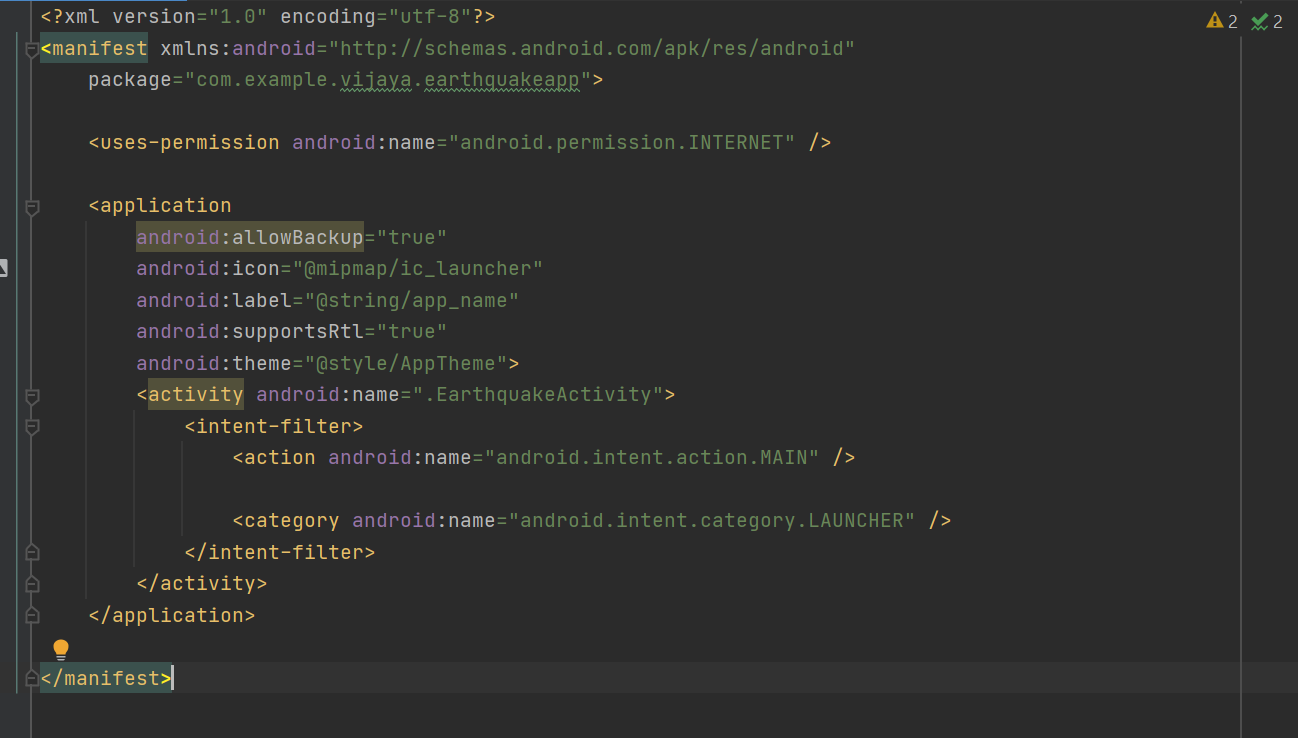 <?xml version="1.0" encoding="utf-8"?>
2 2
<manifest xmlns:android="http://schemas.android.com/apk/res/android"
package="com.example.vijaya.earthquakeapp">
<uses-permission android:name="android.permission.INTERNET" />
<application
android:allowBackup="true"
android:icon="@mipmap/ic_launcher"
android:label="@string/app_name"
android:supportsRtl="true"
android:theme="@style/AppTheme">
<activity android:name=".EarthquakeActivity">
<intent-filter>
<action android:name="android.intent.action.MAIN" />
<category android:name="android.intent.category.LAUNCHER" />
</intent-filter>
</activity>
</application>
</manifest>